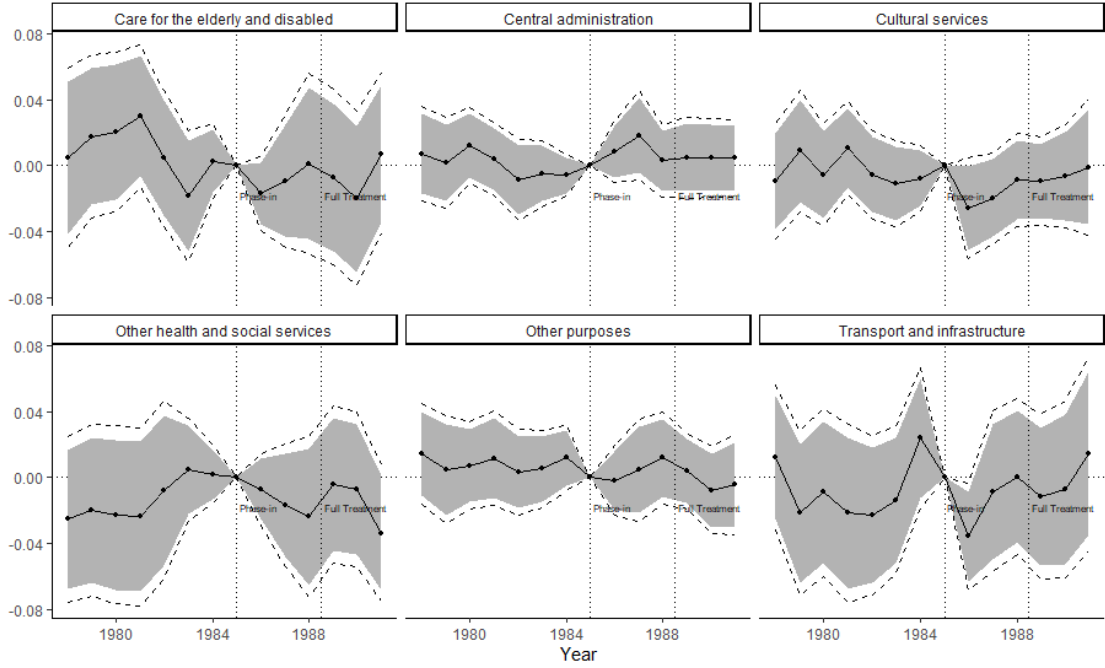 Care for the elderly and disabled
Central administration
Cultural services
0.08
0.04
0.00
-0.04
-0.08
Phase-in
Full Treatment
Phase-in
Full Treatment
Phase-in
Full Treatment
Other health and social services
Other purposes
Transport and infrastructure
0.08
0.04
0.00
-0.04
-0.08
Phase-in
Full Treatment
Phase-in
Full Treatment
Phase-in
Full Treatment
1980
1984
1988
1980
1984
1988
1980
1984
1988
Year